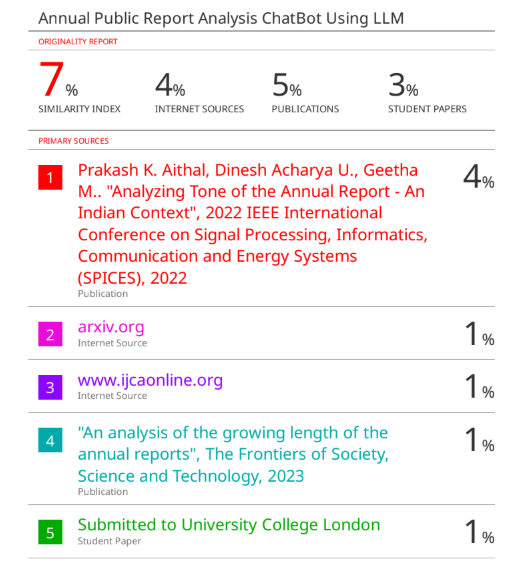 Annual Public Report Analysis ChatBot Using LLM
ORIGINALITY REPORT
7% 4% 5% 3%
SIMILARITY INDEX INTERNET SOURCES PUBLICATIONS STUDENT PAPERS
PRIMARY SOURCES
1 Prakash K. Aithal, Dinesh Acharya U., Geetha 4%
M.. "Analyzing Tone of the Annual Report - An
Indian Context", 2022 IEEE International
Conference on Signal Processing, Informatics,
Communication and Energy Systems
(SPICES), 2022
Publication
2 arxiv.org 1%
Internet Source
3 www.ijcaonline.org 1%
Internet Source
4 "An analysis of the growing length of the 1%
annual reports", The Frontiers of Society,
Science and Technology, 2023
Publication
5 Submitted to University College London 1%
Student Paper